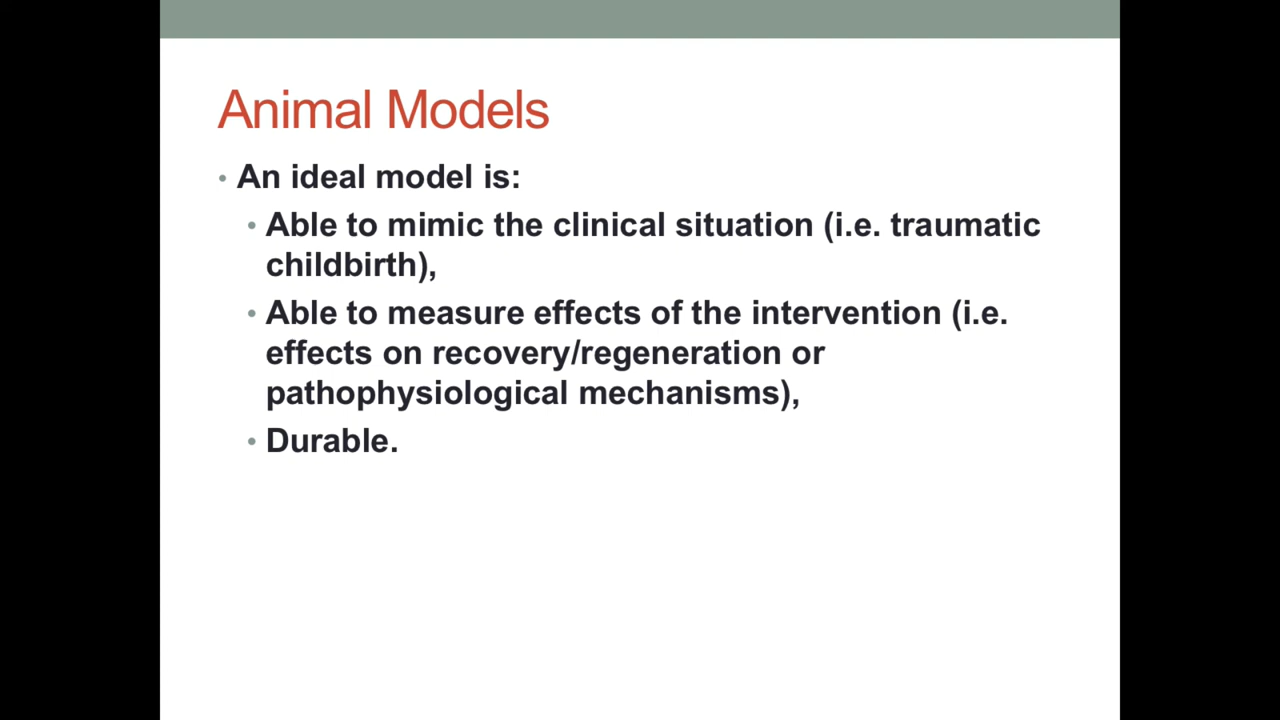 Animal Models
• An ideal model is:
• Able to mimic the clinical situation (i.e. traumatic
childbirth),
• Able to measure effects of the intervention (i.e.
effects on recovery/regeneration or
pathophysiological mechanisms),
• Durable.